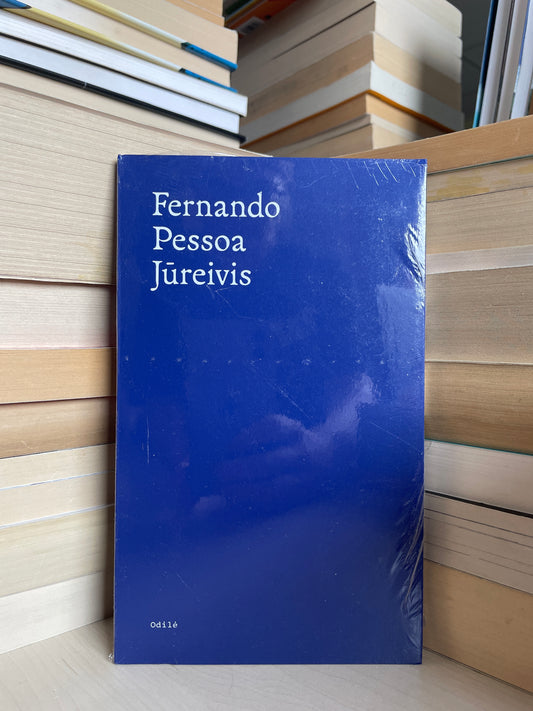 Fernando
Pessoa
Jūreivis
Odilė